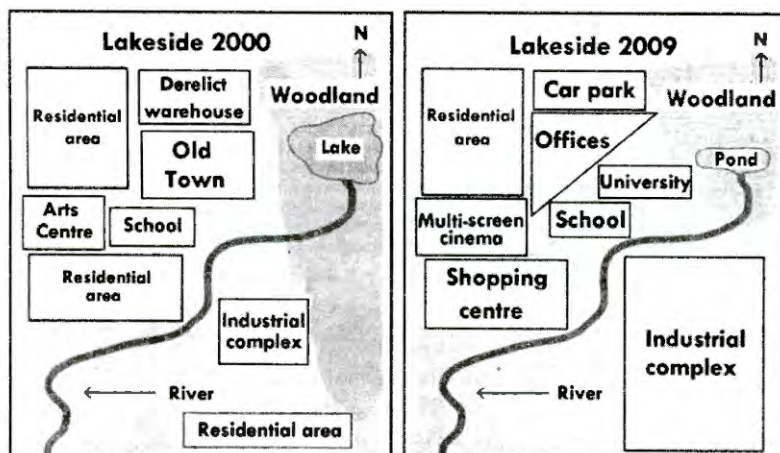 Lakeside 2000
N
Derelict
warehouse
Woodland
Residential
area
Old
Town
Lake
Arts
Centre
School
Residential
area
Industrial
complex
River
Residential area
Lakeside 2009
N
Car park
Woodland
Residential
area
Offices
Pond
University
Multi-screen
cinema
School
Shopping
centre
Industrial
complex
River